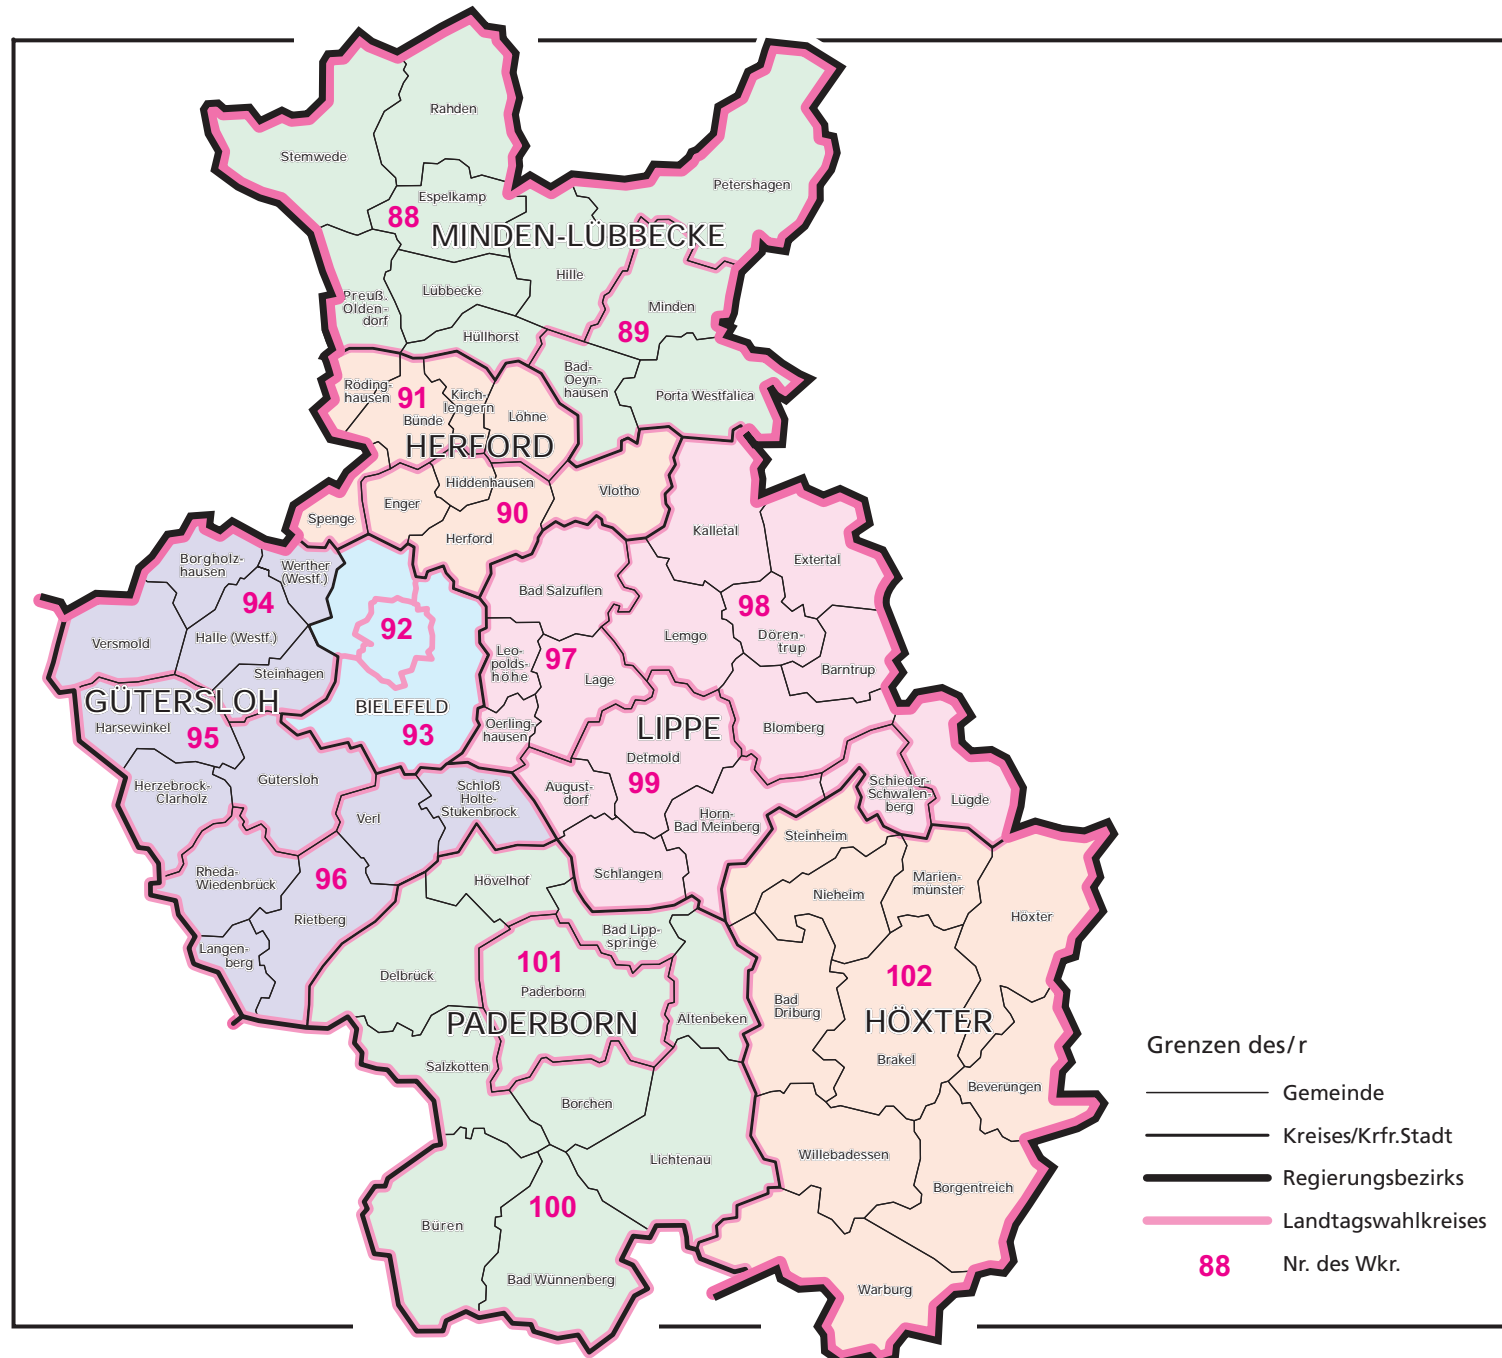 Rahden
Stemwede
Petershagen
Espelkamp
88
MINDEN-LÜBBECKE
Hille
Lübbecke
Preuß.
Olden-
dorf
Minden
89
Hüllhorst
Bad-
Oeyn-
hausen
Porta Westfalica
Röding-
hausen
91
Kirch-
lengern
Bünde
Löhne
HERFORD
Hiddenhausen
Vlotho
Enger
90
Spenge
Herford
Kalletal
Extertal
Borgholz-
hausen
Werther
(Westf.)
Bad Salzuflen
94
98
92
Versmold
Halle (Westf.)
Lemgo
Dören-
trup
Leo-
polds-
höhe
97
Steinhagen
Lage
Barntrup
GÜTERSLOH
BIELEFELD
Harsewinkel
95
93
Oerling-
hausen
LIPPE
Blomberg
Detmold
99
Gütersloh
Herzebrock-
Clarholz
Schloß
Holte-
Stukenbrock
August-
dorf
Schieder-
Schwalen-
berg
Lügde
Verl
Horn-
Bad Meinberg
Steinheim
Rheda-
Wiedenbrück
96
Hövelhof
Schlangen
Nieheim
Marien-
münster
Höxter
Rietberg
Bad Lipp-
springe
Langen-
berg
101
Delbrück
Paderborn
102
Bad
Driburg
PADERBORN
Altenbeken
HÖXTER
Salzkotten
Brakel
Beverungen
Borchen
Willebadessen
Lichtenau
Borgentreich
100
Büren
Bad Wünnenberg
Warburg
Grenzen des/r
Gemeinde
Kreises/Krfr.Stadt
Regierungsbezirks
Landtagswahlkreises
88 Nr. des Wkr.